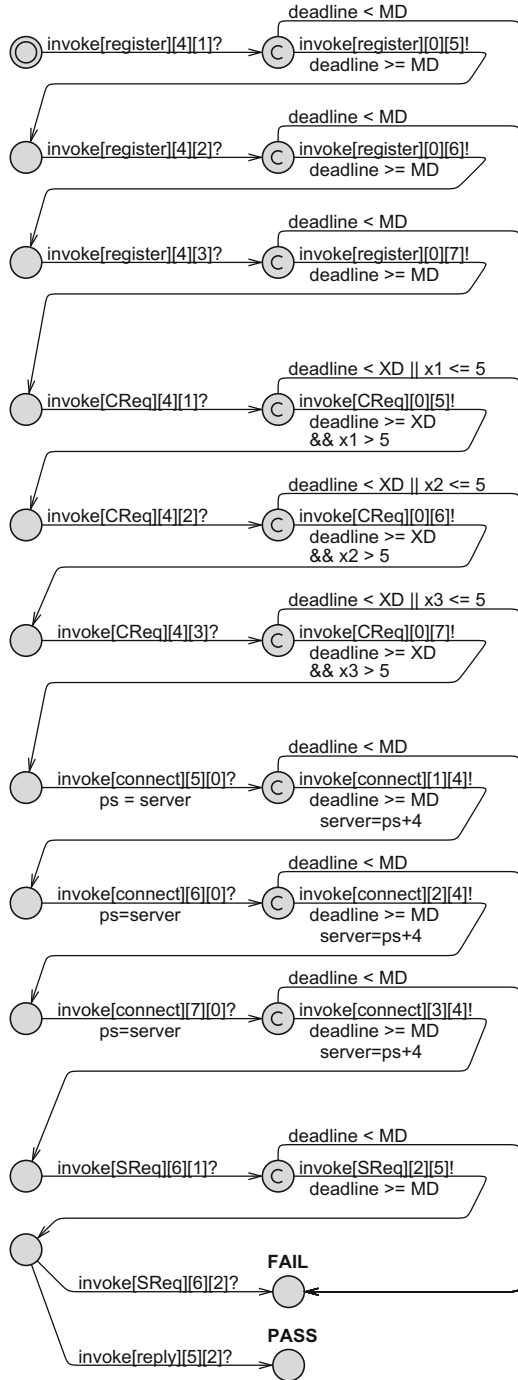 deadline < MD
invoke[register][4][1]?
C
invoke[register][0][5]!
deadline >= MD
deadline < MD
invoke[register][4][2]?
C
invoke[register][0][6]!
deadline >= MD
deadline < MD
invoke[register][4][3]?
C
invoke[register][0][7]!
deadline >= MD
deadline < XD || x1 <= 5
invoke[CReq][4][1]?
C
invoke[CReq][0][5]!
deadline >= XD
&& x1 > 5
deadline < XD || x2 <= 5
invoke[CReq][4][2]?
C
invoke[CReq][0][6]!
deadline >= XD
&& x2 > 5
deadline < XD || x3 <= 5
invoke[CReq][4][3]?
C
invoke[CReq][0][7]!
deadline >= XD
&& x3 > 5
deadline < MD
invoke[connect][5][0]?
ps = server
C
invoke[connect][1][4]!
deadline >= MD
server=ps+4
deadline < MD
invoke[connect][6][0]?
ps=server
C
invoke[connect][2][4]!
deadline >= MD
server=ps+4
deadline < MD
invoke[connect][7][0]?
ps=server
C
invoke[connect][3][4]!
deadline >= MD
server=ps+4
deadline < MD
invoke[SReq][6][1]?
C
invoke[SReq][2][5]!
deadline >= MD
FAIL
invoke[SReq][6][2]?
PASS
invoke[reply][5][2]?